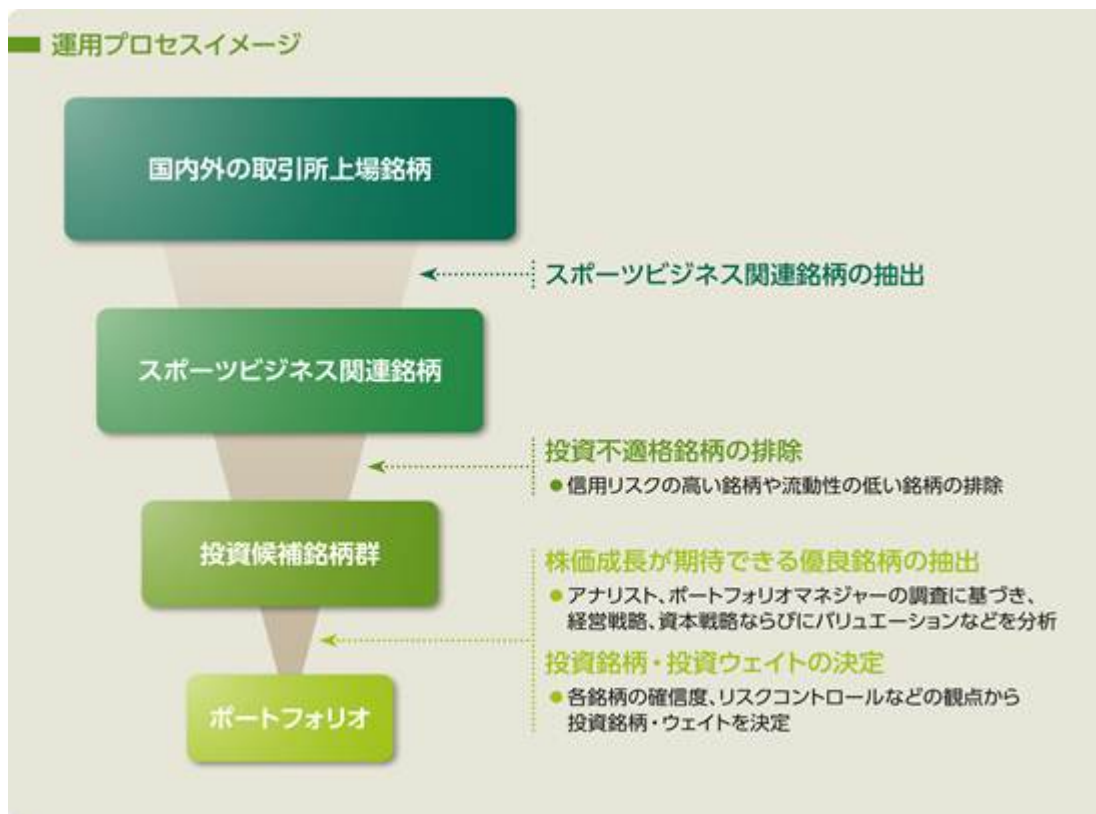 運用プロセスイメージ
国内外の取引所上場銘柄
スポーツビジネス関連銘柄の抽出
スポーツビジネス関連銘柄
投資不適格銘柄の排除
●信用リスクの高い銘柄や流動性の低い銘柄の排除
投資候補銘柄群
株価成長が期待できる優良銘柄の抽出
●アナリスト、ポートフォリオマネジャーの調査に基づき、
経営戦略、資本戦略ならびにバリュエーションなどを分析
投資銘柄・投資ウェイトの決定
●各銘柄の確信度、リスクコントロールなどの観点から
投資銘柄・ウェイトを決定
ポートフォリオ